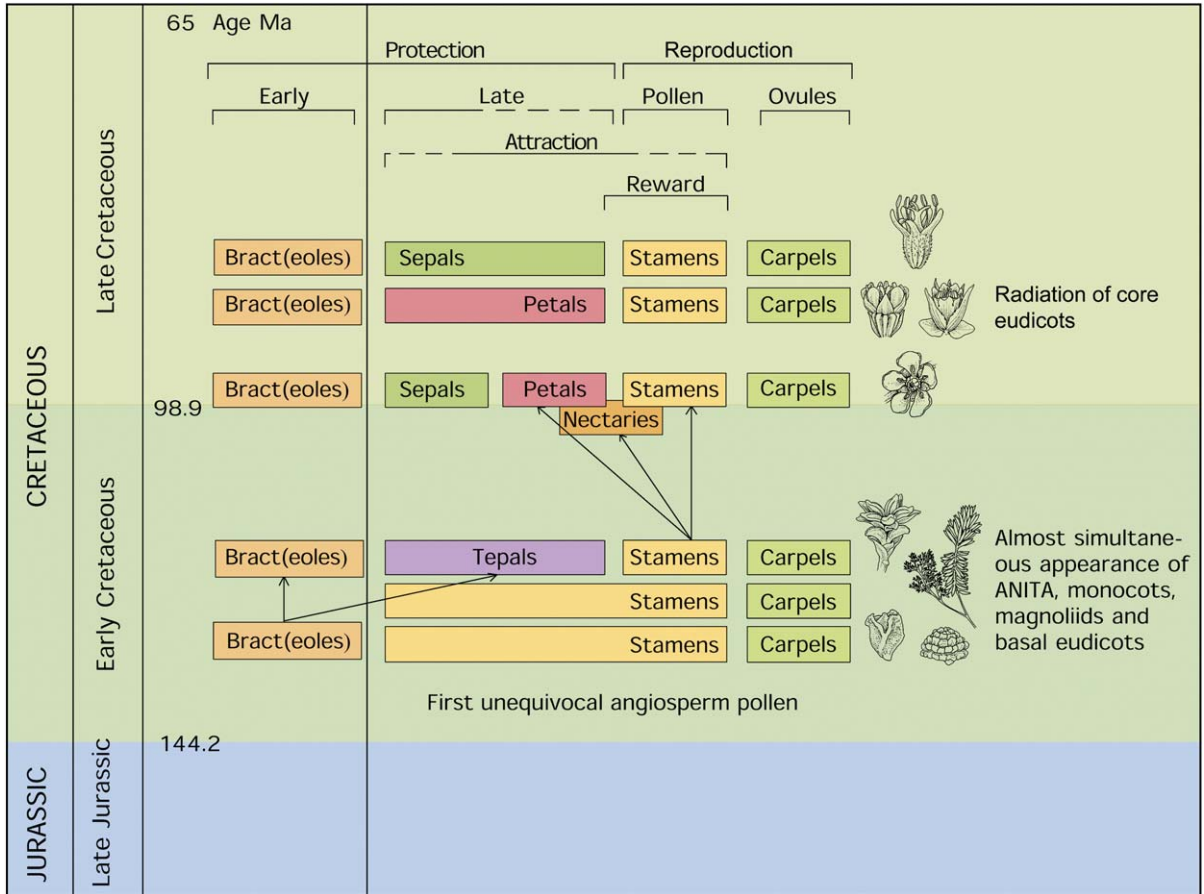 65 Age Ma
Protection Reproduction
Early Late Pollen Ovules
Attraction
Reward
Late Cretaceous
Bract(eoles) Sepals Stamens Carpels
Bract(eoles) Petals Stamens Carpels
Radiation of core
eudicots
CRETACEOUS
Bract(eoles) Sepals Petals Stamens Carpels
98.9
Nectaries
Early Cretaceous
Bract(eoles) Tepals Stamens Carpels
Stamens Carpels
Bract(eoles) Stamens Carpels
Almost simultane-
ous appearance of
ANITA, monocots,
magnoliids and
basal eudicots
First unequivocal angiosperm pollen
144.2
JURASSIC
Late Jurassic